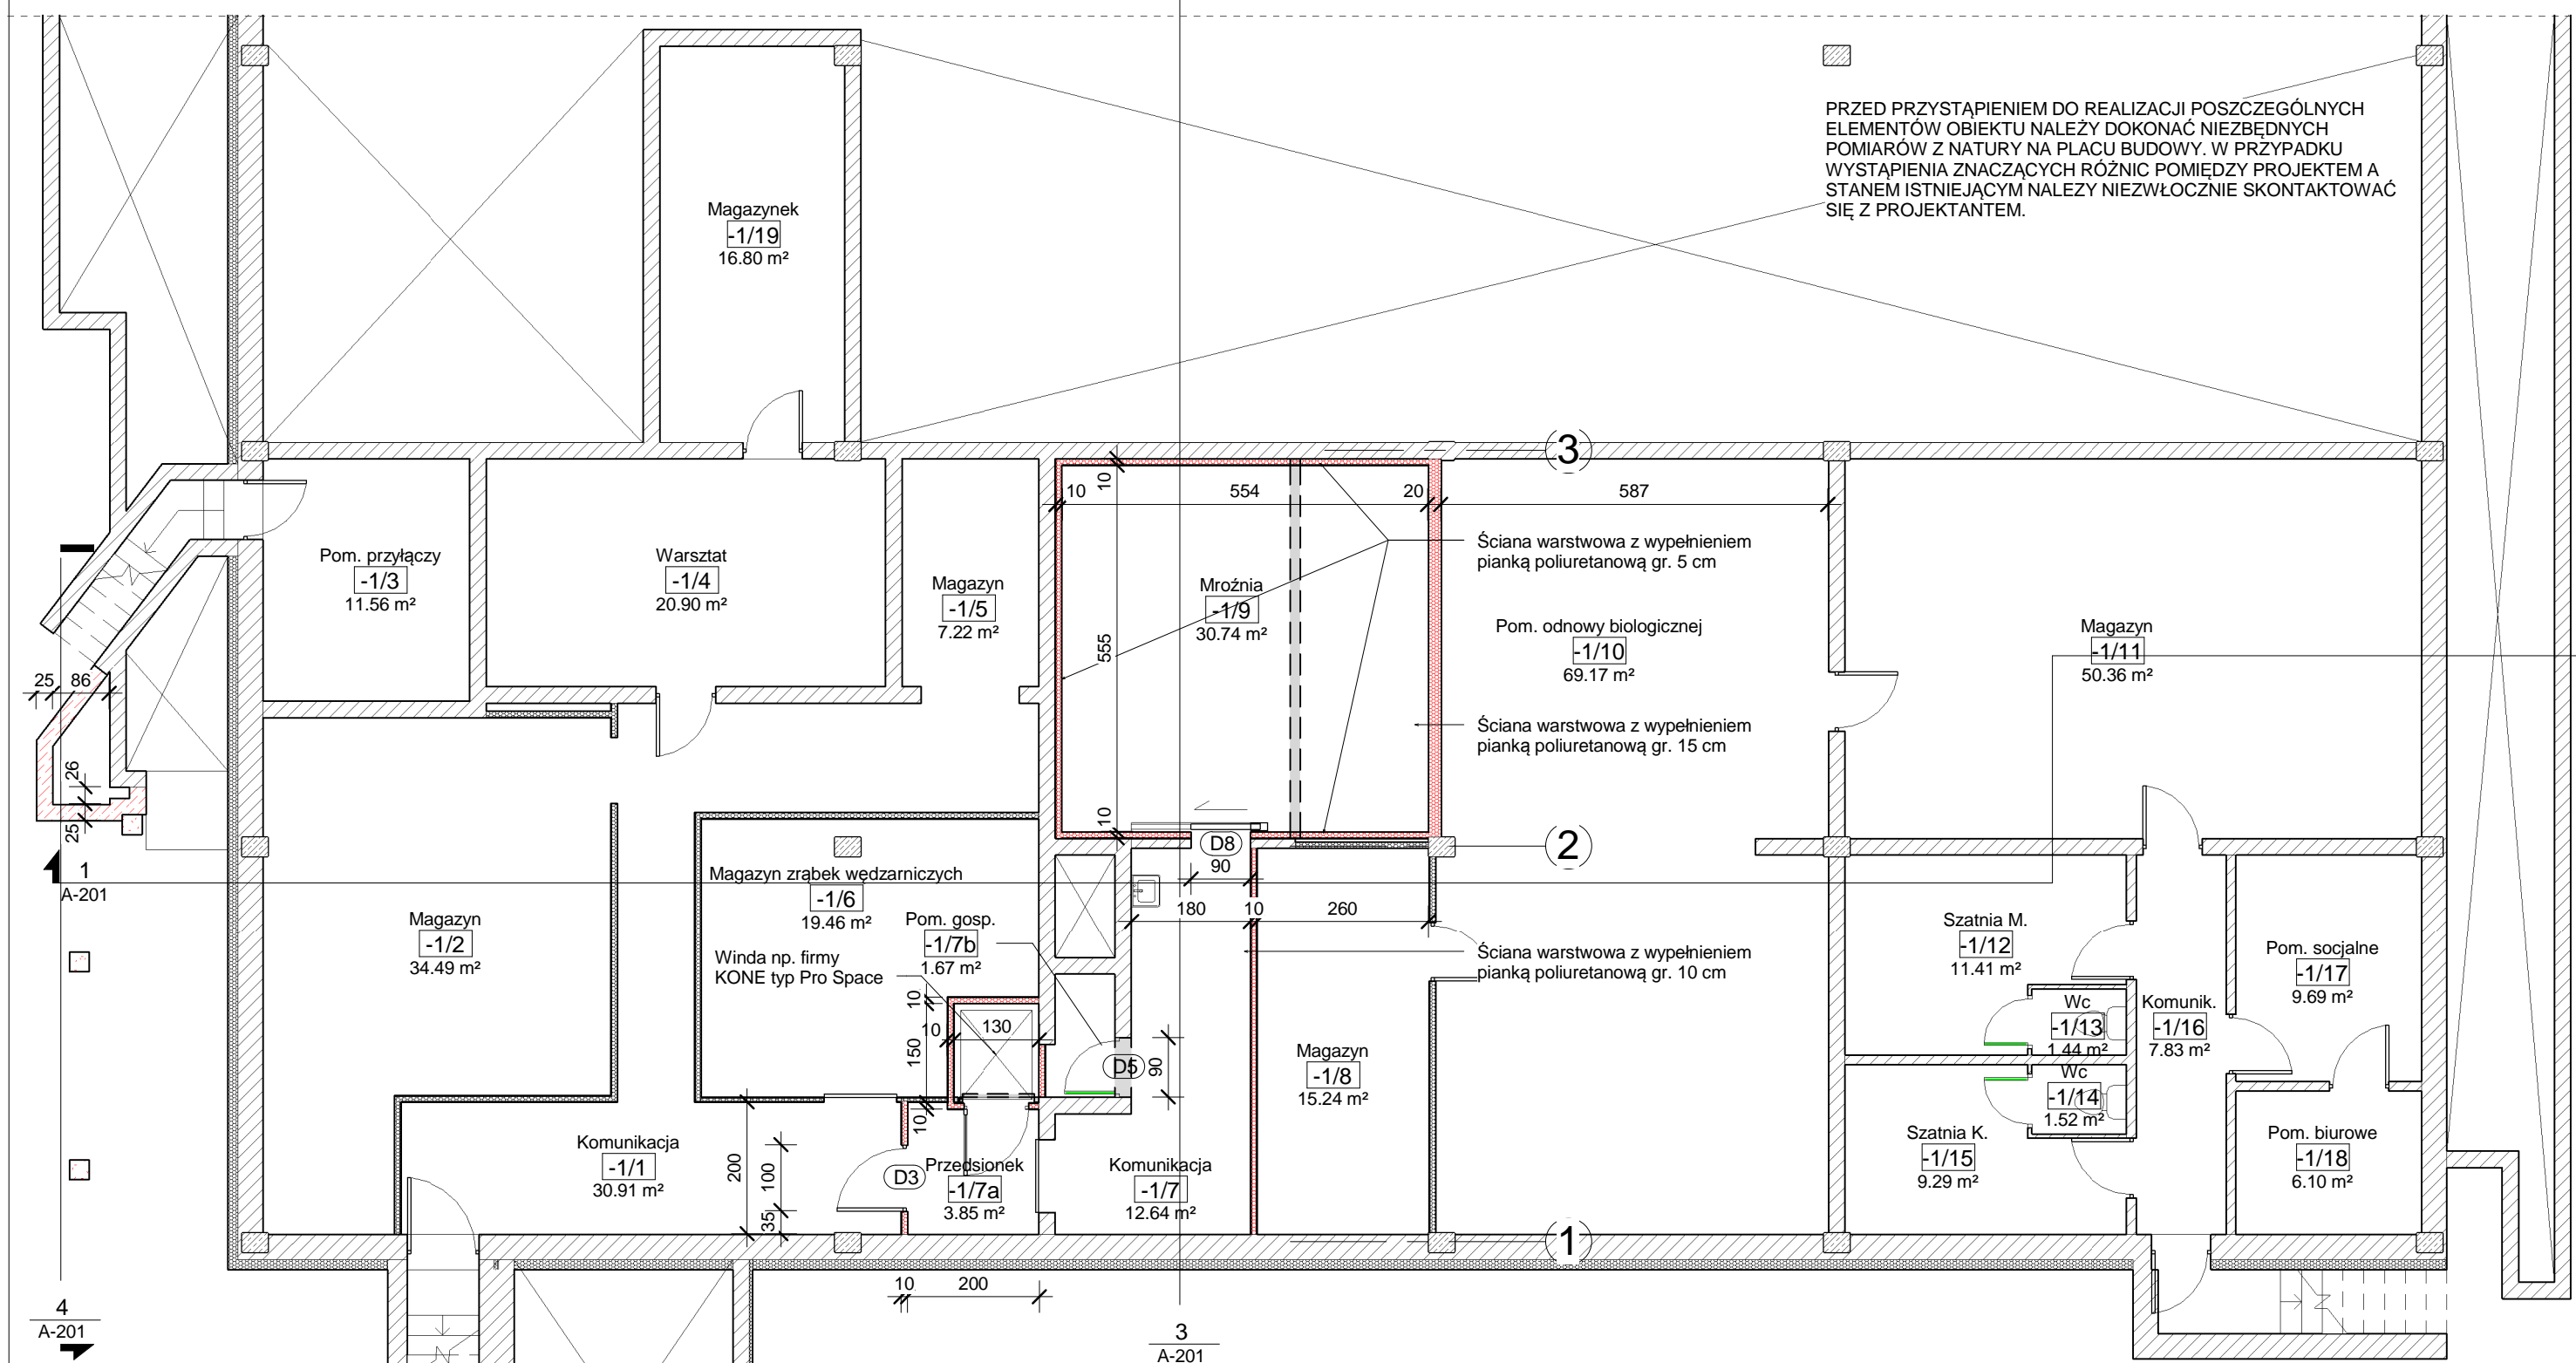 PRZED PRZYSTĄPIENIEM DO REALIZACJI POSZCZEGÓLNYCH
ELEMENTÓW OBIEKTU NALEŻY DOKONAĆ NIEZBĘDNYCH
POMIARÓW Z NATURY NA PLACU BUDOWY. W PRZYPADKU
WYSTĄPIENIA ZNACZĄCYCH RÓŻNIC POMIĘDZY PROJEKTEM A
STANEM ISTNIEJĄCYM NALEZY NIEZWŁOCZNIE SKONTAKTOWAĆ
SIĘ Z PROJEKTANTEM.
Magazynek
-1/19
16.80 m²
3
10
10
554
20
587
Pom. przyłączy
-1/3
11.56 m²
Warsztat
-1/4
20.90 m²
Magazyn
-1/5
7.22 m²
Mroźnia
-1/9
30.74 m²
555
10
Ściana warstwowa z wypełnieniem
pianką poliuretanową gr. 5 cm
Pom. odnowy biologicznej
-1/10
69.17 m²
Ściana warstwowa z wypełnieniem
pianką poliuretanową gr. 15 cm
Magazyn
-1/11
50.36 m²
25
86
26
25
1
A-201
2
D8
90
180
10
260
Magazyn zrąbek wędzarniczych
-1/6
19.46 m²
Pom. gosp.
-1/7b
1.67 m²
Winda np. firmy
KONE typ Pro Space
Magazyn
-1/2
34.49 m²
Ściana warstwowa z wypełnieniem
pianką poliuretanową gr. 10 cm
Szatnia M.
-1/12
11.41 m²
Pom. socjalne
-1/17
9.69 m²
Wc
-1/13
1.44 m²
Komunik.
-1/16
7.83 m²
10
10
130
150
10
D5
90
Magazyn
-1/8
15.24 m²
Wc
-1/14
1.52 m²
Komunikacja
-1/1
30.91 m²
200
100
35
D3
Przedsionek
-1/7a
3.85 m²
Komunikacja
-1/7
12.64 m²
Szatnia K.
-1/15
9.29 m²
Pom. biurowe
-1/18
6.10 m²
1
10
200
4
A-201
3
A-201